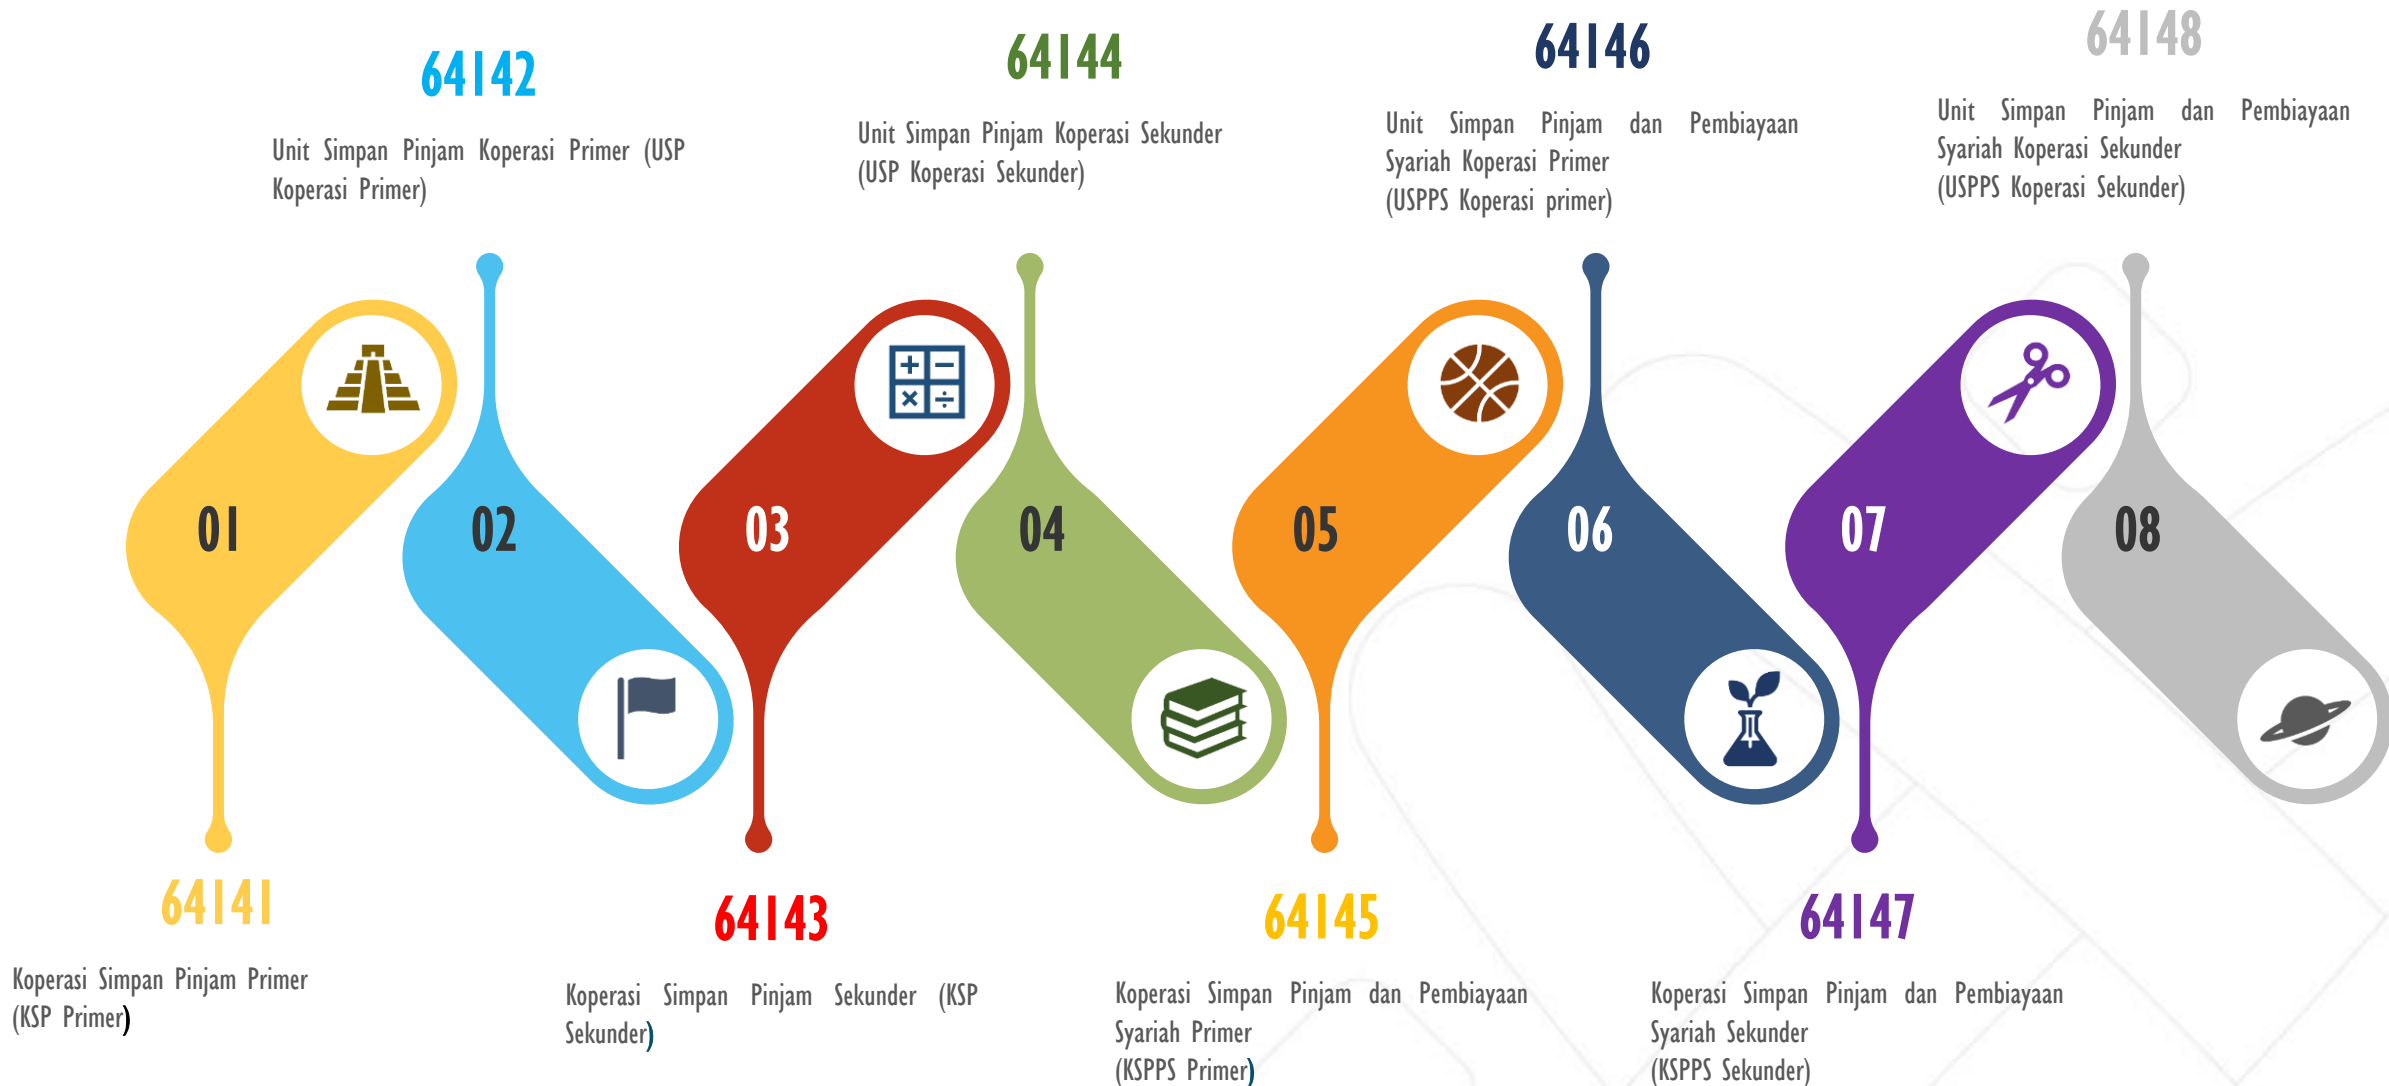 64142
Unit Simpan Pinjam Koperasi Primer (USP
Koperasi Primer)
64144
Unit Simpan Pinjam Koperasi Sekunder
(USP Koperasi Sekunder)
64146
Unit Simpan Pinjam dan Pembiayaan
Syariah Koperasi Primer
(USPPS Koperasi primer)
64148
Unit Simpan Pinjam dan Pembiayaan
Syariah Koperasi Sekunder
(USPPS Koperasi Sekunder)
01
02
03
04
05
06
07
08
64141
Koperasi Simpan Pinjam Primer
(KSP Primer)
64143
Koperasi Simpan Pinjam Sekunder (KSP
Sekunder)
64145
Koperasi Simpan Pinjam dan Pembiayaan
Syariah Primer
(KSPPS Primer)
64147
Koperasi Simpan Pinjam dan Pembiayaan
Syariah Sekunder
(KSPPS Sekunder)